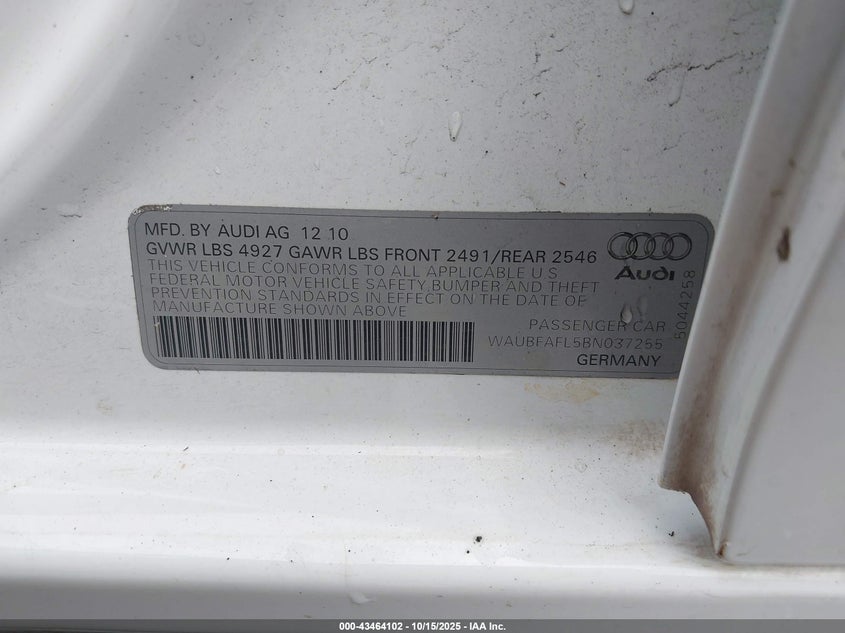 MFD. BY AUDI AG 12 10
GVWR LBS 4927 GAWR LBS FRONT 2491/REAR 2546
THIS VEHICLE CONFORMS TO ALL APPLICABLE U S
FEDERAL MOTOR VEHICLE SAFETY, BUMPER AND THEFT
PREVENTION STANDARDS IN EFFECT ON THE DATE OF
MANUFACTURE SHOWN ABOVE
Audi
PASSENGER CAR
WAUBFAFL5BN037255
GERMANY
5044258
000-43464102 - 10/15/2025 - IAA Inc.